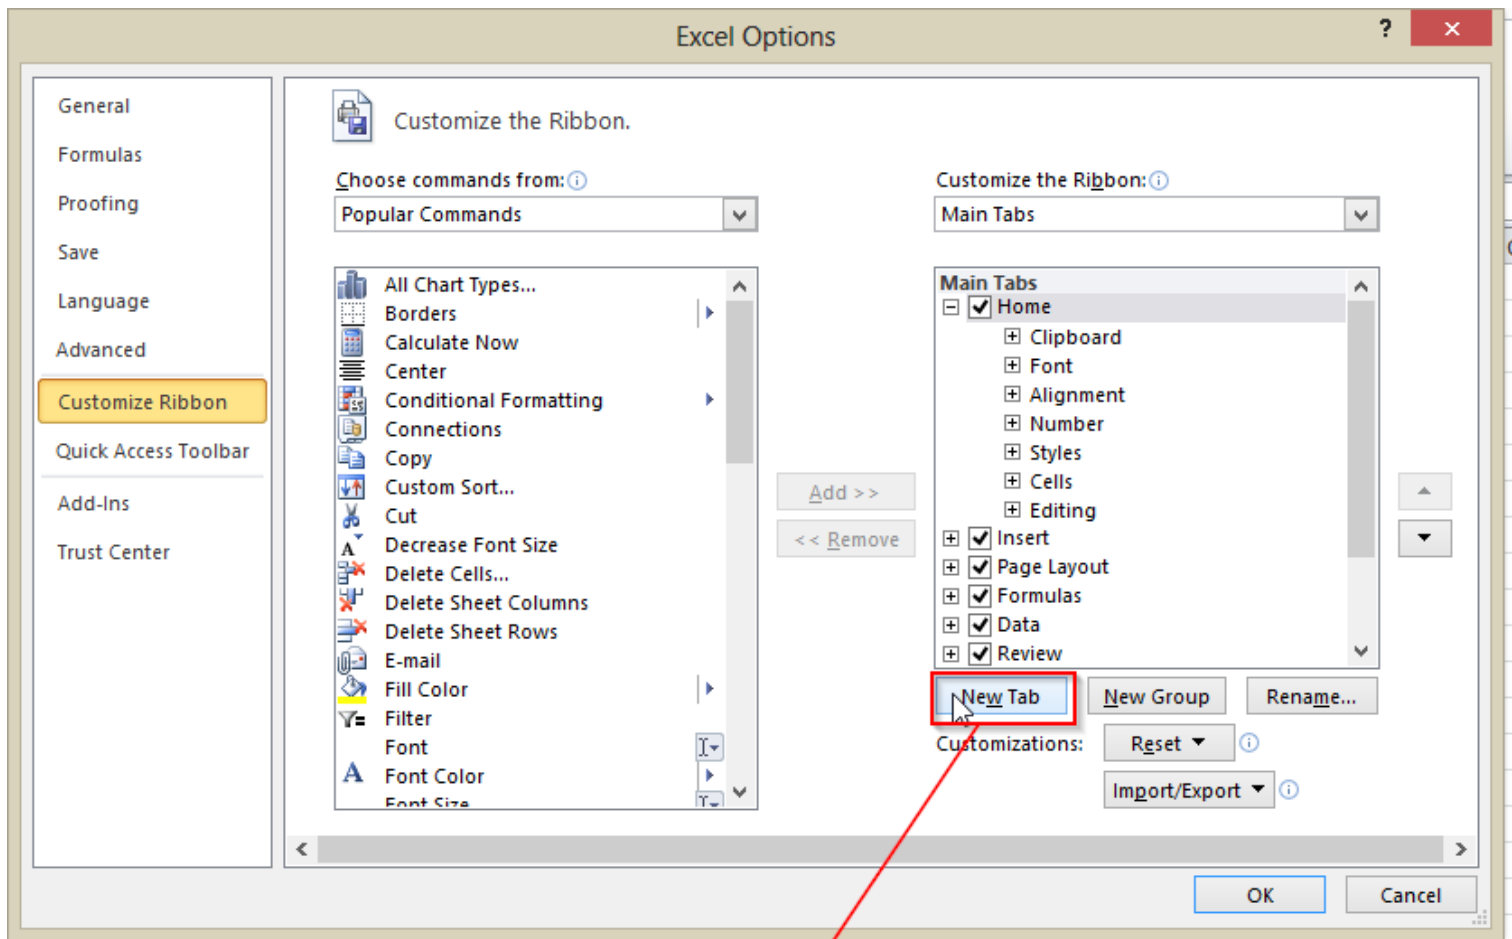 Excel Options
?
General
Formulas
Proofing
Save
Language
Advanced
Customize Ribbon
Quick Access Toolbar
Add-Ins
Trust Center
Customize the Ribbon.
Choose commands from:
Popular Commands
All Chart Types...
Borders
Calculate Now
Center
Conditional Formatting
Connections
Copy
Custom Sort...
Cut
Decrease Font Size
Delete Cells...
Delete Sheet Columns
Delete Sheet Rows
E-mail
Fill Color
Filter
Font
Font Color
Font Size
Add >>
<< Remove
Customize the Ribbon:
Main Tabs
Main Tabs
Home
Clipboard
Font
Alignment
Number
Styles
Cells
Editing
Insert
Page Layout
Formulas
Data
Review
New Tab
New Group
Rename...
Customizations:
Reset
Import/Export
OK
Cancel